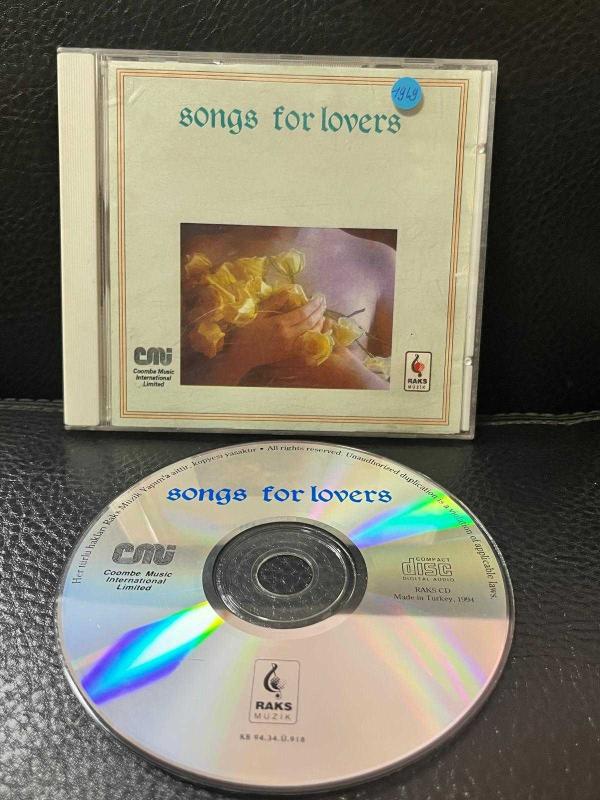 songs for lovers
1949
CMI
Coombe Music
International
Limited
RAKS
MÜZİK
Her türlü hakları Raks Müzik Yapım'a aittir, kopyesi yasaktır • All rights reserved. Unauthorized duplication is a violation of applicable laws.
songs for lovers
CMI
Coombe Music
International
Limited
COMPACT
disc
DIGITAL AUDIO
RAKS CD
Made in Turkey, 1994
RAKS
MÜZİK
KB 94.34.Ü.918